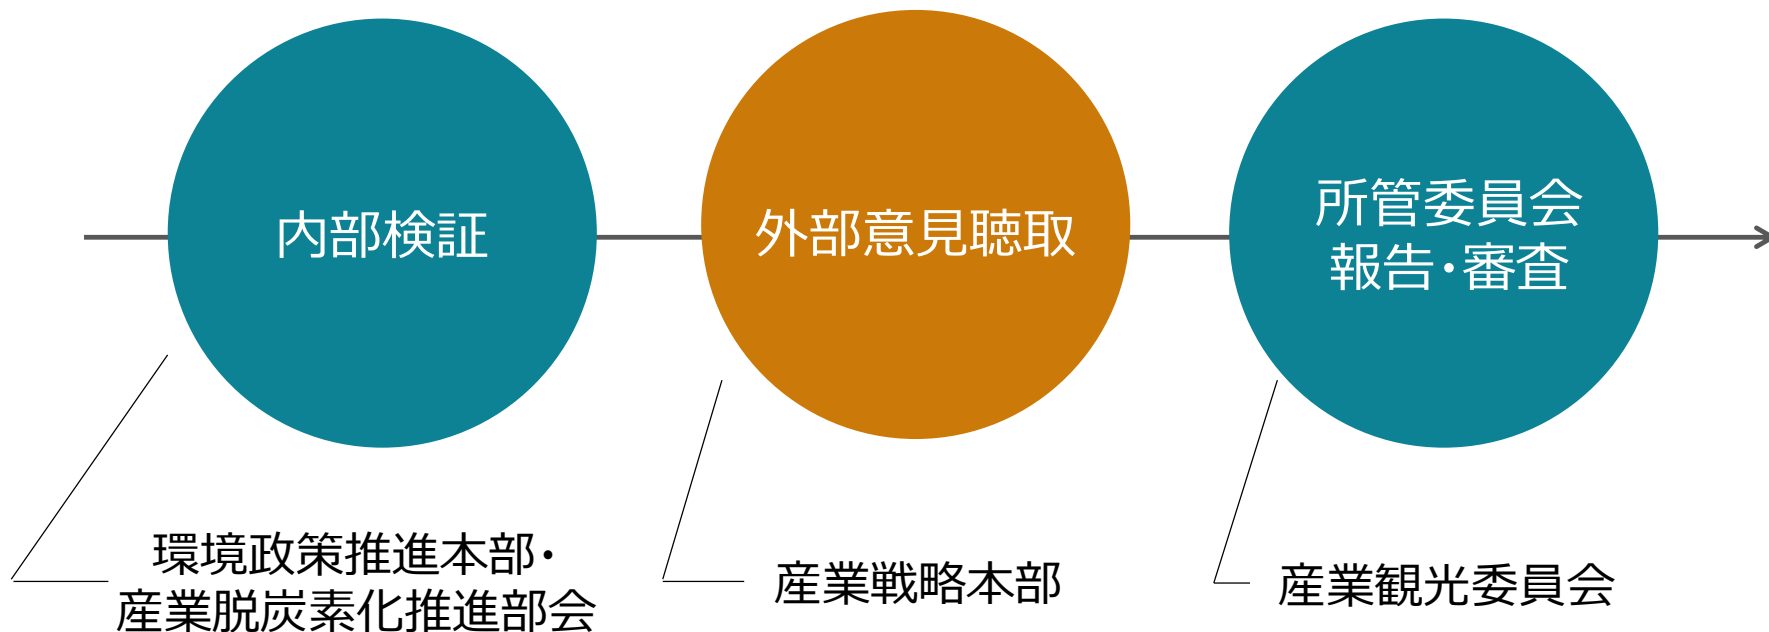 内部検証
外部意見聴取
所管委員会
報告・審査
環境政策推進本部・
産業脱炭素化推進部会
産業戦略本部
産業観光委員会